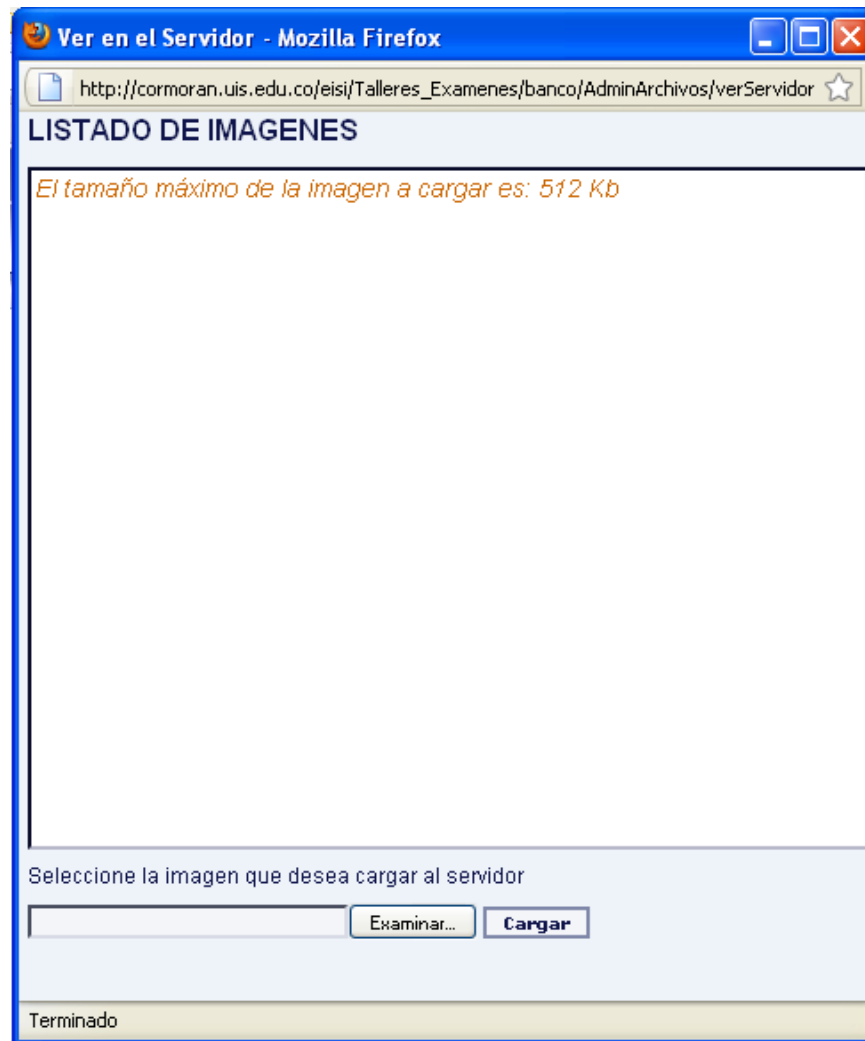 Ver en el Servidor - Mozilla Firefox
http://cormoran.uis.edu.co/eisi/Talleres_Examenes/banco/AdminArchivos/verServidor
LISTADO DE IMAGENES
El tamaño máximo de la imagen a cargar es: 512 Kb
Seleccione la imagen que desea cargar al servidor
Examinar... Cargar
Terminado